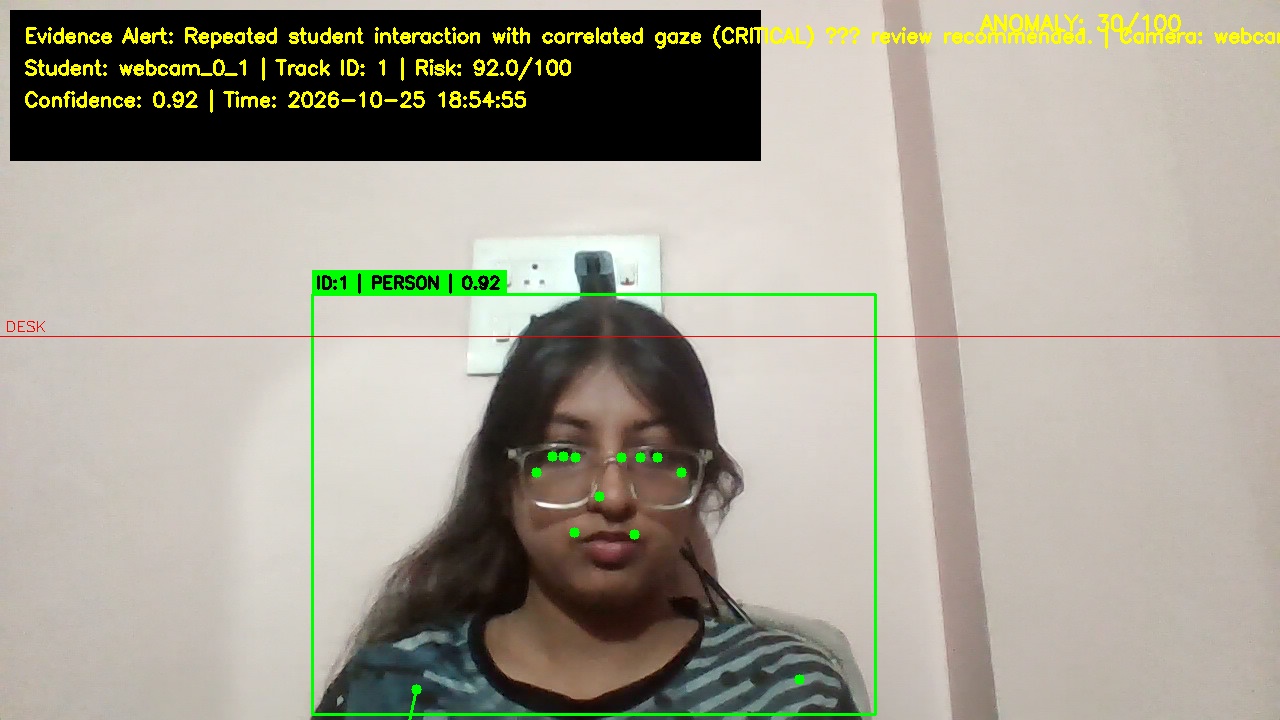 ANOMALY: 30/100
Evidence Alert: Repeated student interaction with correlated gaze (CRITICAL) ??? review recommended. | Camera: webcam
Student: webcam_0_1 | Track ID: 1 | Risk: 92.0/100
Confidence: 0.92 | Time: 2026-10-25 18:54:55
ID:1 | PERSON | 0.92
DESK